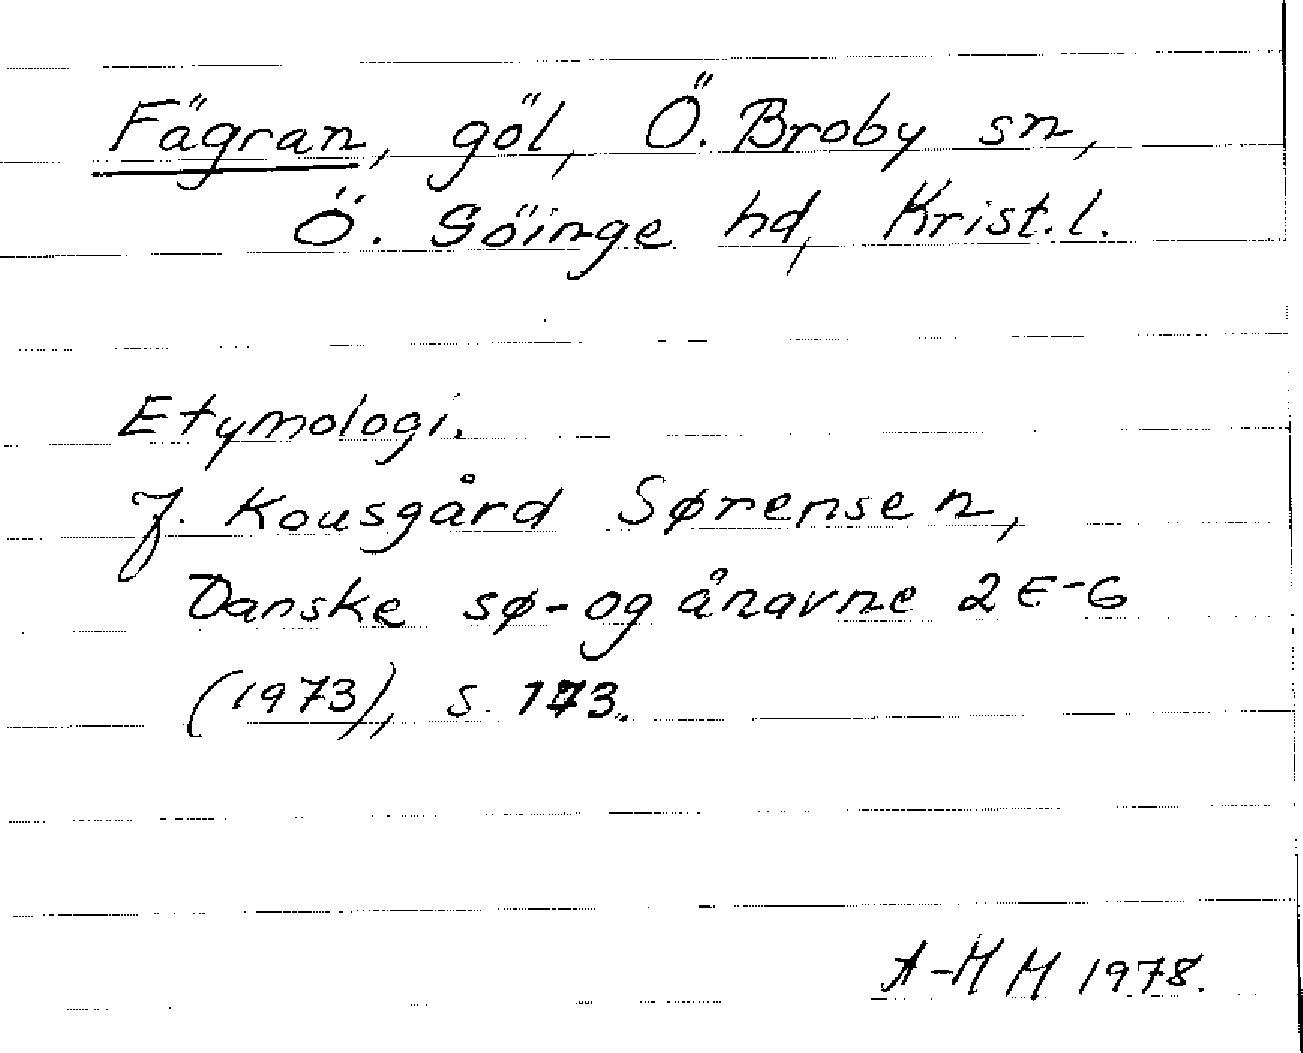 Fägran, göl, Ö. Broby sn,
Ö. Göinge hd, Krist. l.
Etymologi.
J. Kousgård Sørensen,
Danske sø- og ånavne 2 E-G
(1973), s. 173.
A-M H 1978.